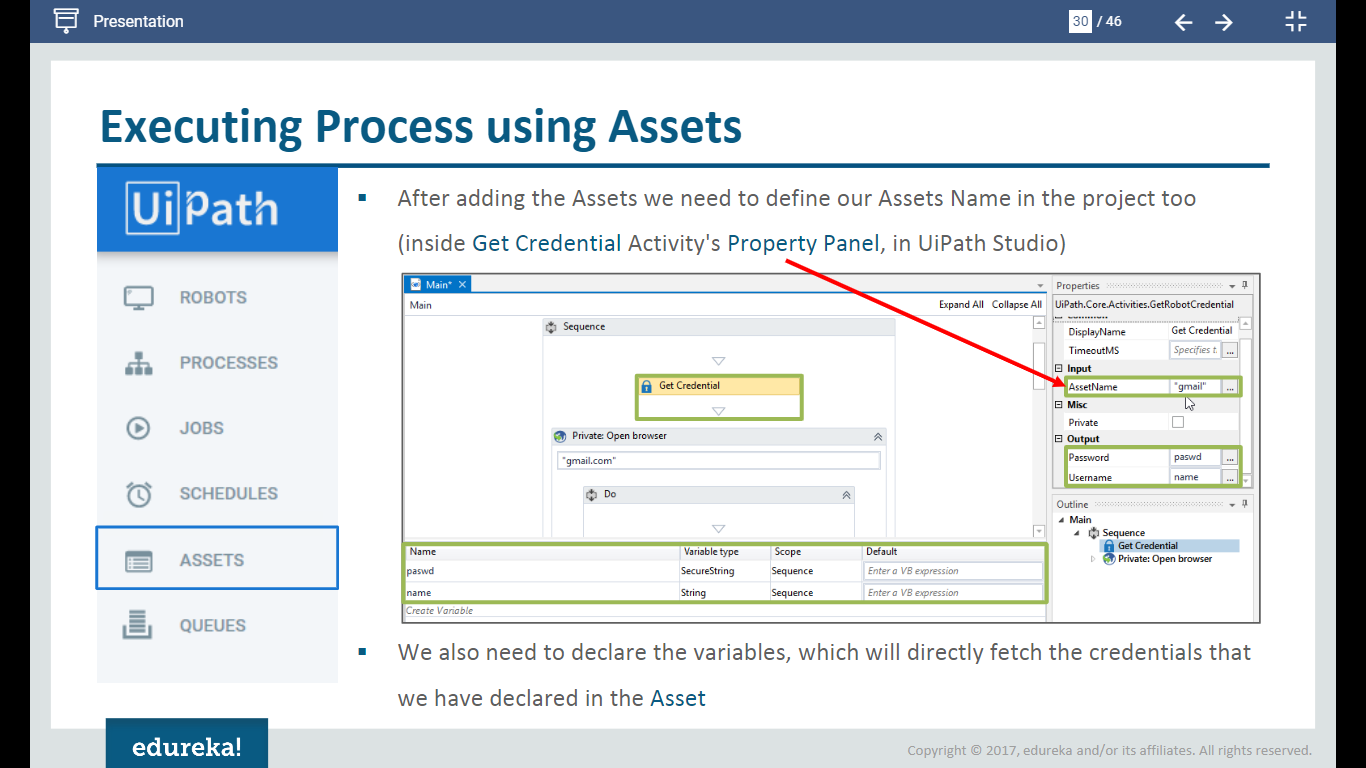 Presentation
30 / 46
Executing Process using Assets
UiPath
ROBOTS
PROCESSES
JOBS
SCHEDULES
ASSETS
QUEUES
▪ After adding the Assets we need to define our Assets Name in the project too
(inside Get Credential Activity's Property Panel, in UiPath Studio)
Main*
Main
Expand All Collapse All
Sequence
Get Credential
Private: Open browser
"gmail.com"
Do
Name Variable type Scope Default
paswd SecureString Sequence Enter a VB expression
name String Sequence Enter a VB expression
Create Variable
Properties
UiPath.Core.Activities.GetRobotCredential
Common
DisplayName Get Credential
TimeoutMS Specifies t. ...
Input
AssetName "gmail" ...
Misc
Private
Output
Password paswd ...
Username name ...
Outline
Main
Sequence
Get Credential
Private: Open browser
▪ We also need to declare the variables, which will directly fetch the credentials that
we have declared in the Asset
edureka!
Copyright © 2017, edureka and/or its affiliates. All rights reserved.